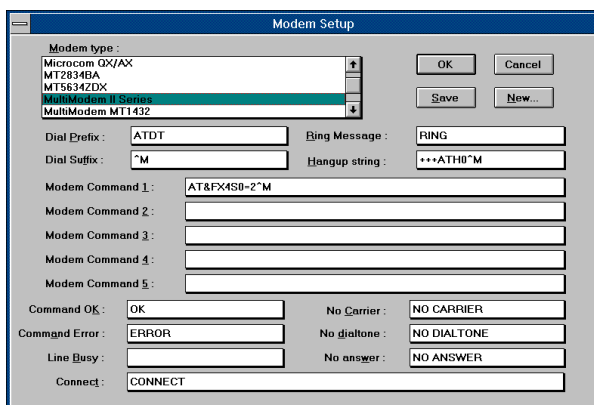 Modem Setup
Modem type :
Microcom QX/AX
MT2834BA
MT5634ZDX
MultiModem II Series
MultiModem MT1432
OK
Cancel
Save
New...
Dial Prefix : ATDT
Ring Message : RING
Dial Suffix : ^M
Hangup string : +++ATH0^M
Modem Command 1 : AT&FX4S0=2^M
Modem Command 2 :
Modem Command 3 :
Modem Command 4 :
Modem Command 5 :
Command OK : OK
No Carrier : NO CARRIER
Command Error : ERROR
No dialtone : NO DIALTONE
Line Busy :
No answer : NO ANSWER
Connect : CONNECT